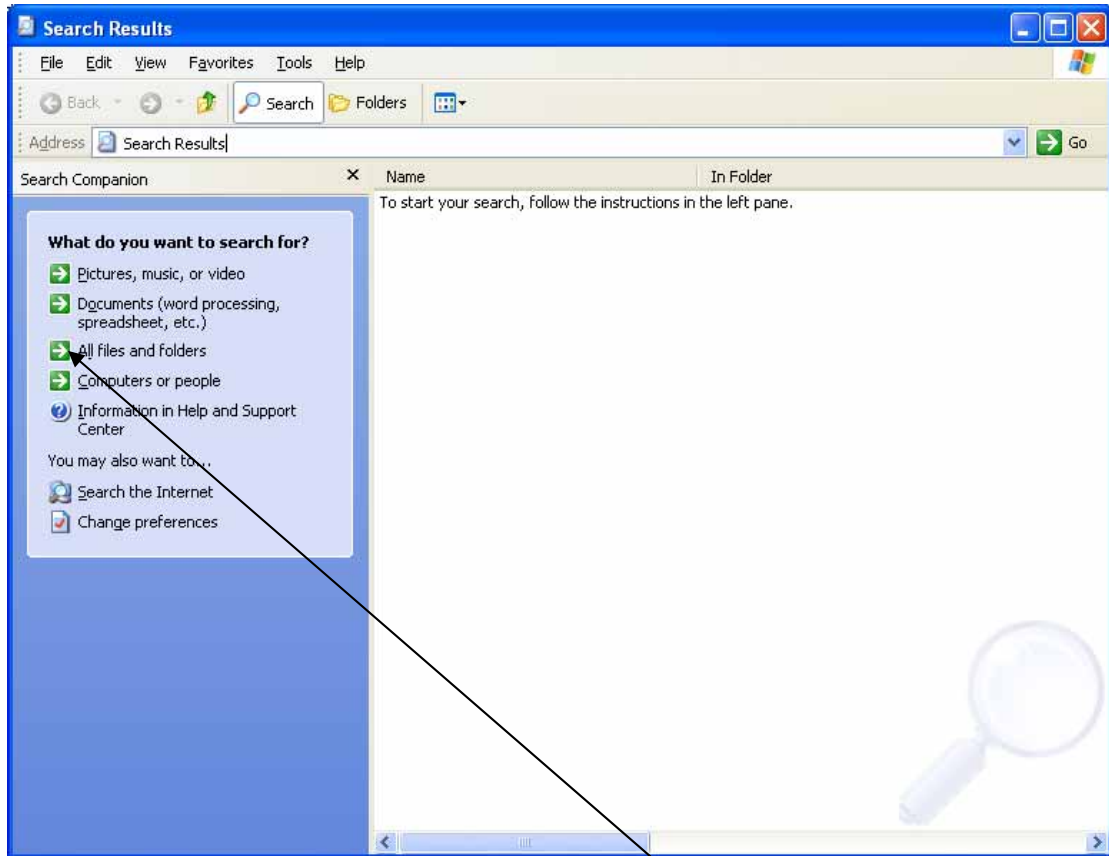 Search Results
File Edit View Favorites Tools Help
Back Search Folders
Address Search Results Go
Search Companion
Name In Folder
To start your search, follow the instructions in the left pane.
What do you want to search for?
Pictures, music, or video
Documents (word processing,
spreadsheet, etc.)
All files and folders
Computers or people
Information in Help and Support
Center
You may also want to...
Search the Internet
Change preferences